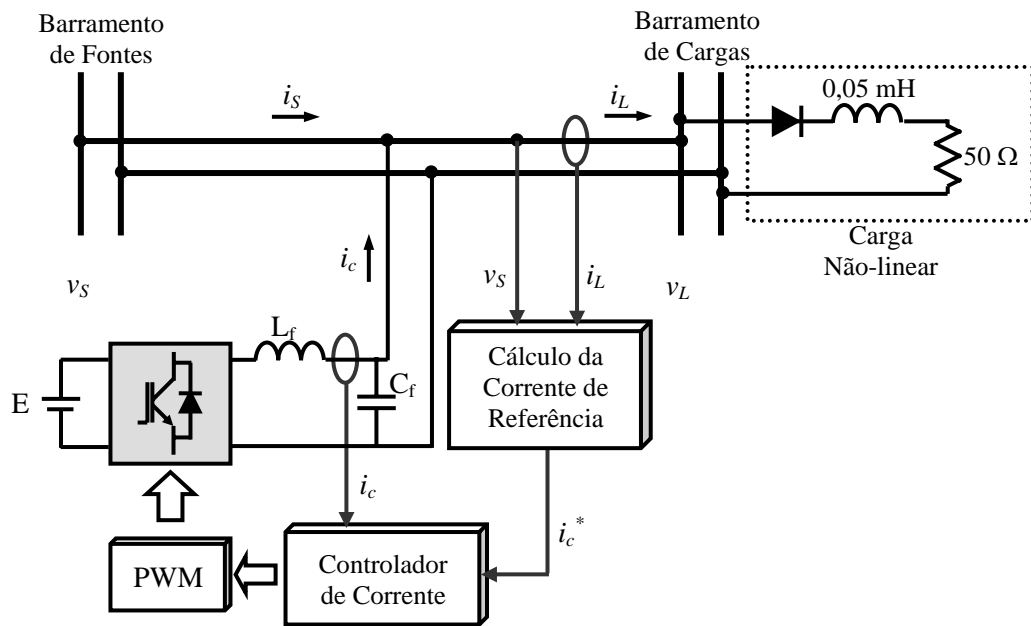 Barramento
de Fontes
Barramento
de Cargas
i_S
i_L
0,05 mH
50 Ω
Carga
Não-linear
i_c
v_S
v_S
i_L
v_L
L_f
C_f
E
Cálculo da
Corrente de
Referência
i_c
i_c^*
PWM
Controlador
de Corrente